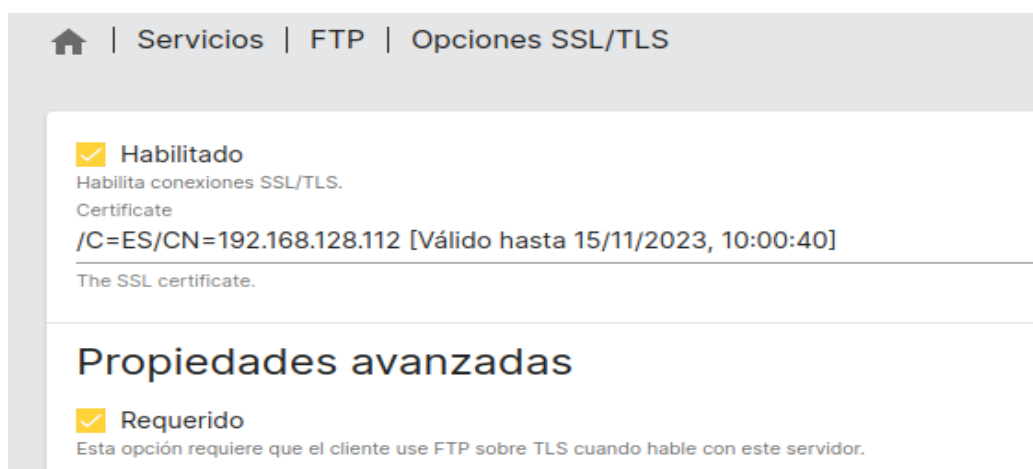 | Servicios | FTP | Opciones SSL/TLS
Habilitado
Habilita conexiones SSL/TLS.
Certificate
/C=ES/CN=192.168.128.112 [Válido hasta 15/11/2023, 10:00:40]
The SSL certificate.
Propiedades avanzadas
Requerido
Esta opción requiere que el cliente use FTP sobre TLS cuando hable con este servidor.